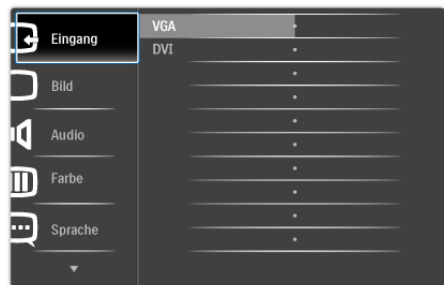 Eingang
VGA
DVI
Bild
Audio
Farbe
Sprache